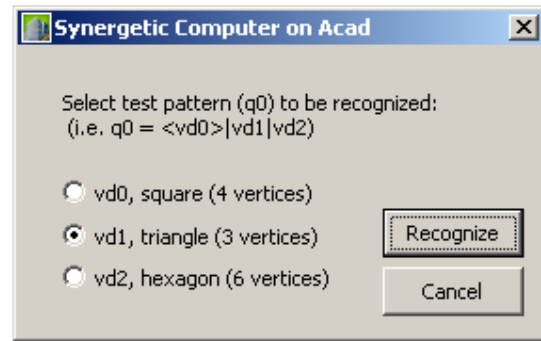 Synergetic Computer on Acad
Select test pattern (q0) to be recognized:
(i.e. q0 = <vd0>|vd1|vd2)
vd0, square (4 vertices)
vd1, triangle (3 vertices)
Recognize
vd2, hexagon (6 vertices)
Cancel